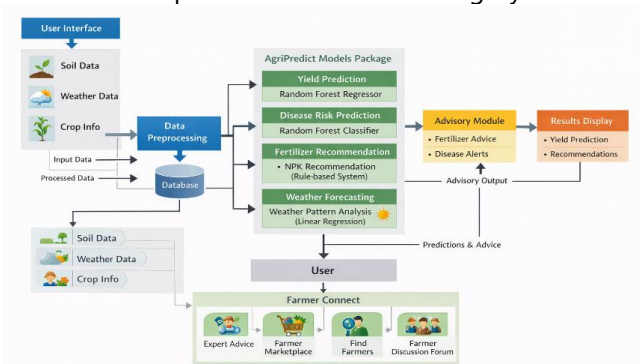 User Interface
Soil Data
Weather Data
Crop Info
Input Data
Processed Data
Data
Preprocessing
Database
AgriPredict Models Package
Yield Prediction
Random Forest Regressor
Disease Risk Prediction
Random Forest Classifier
Fertilizer Recommendation
• NPK Recommendation
(Rule-based System)
Weather Forecasting
Weather Pattern Analysis
(Linear Regression)
Advisory Module
• Fertilizer Advice
• Disease Alerts
Results Display
• Yield Prediction
• Recommendations
Advisory Output
Predictions & Advice
Soil Data
Weather Data
Crop Info
User
Farmer Connect
Expert Advice
Farmer
Marketplace
Find
Farmers
Farmer
Discussion Forum